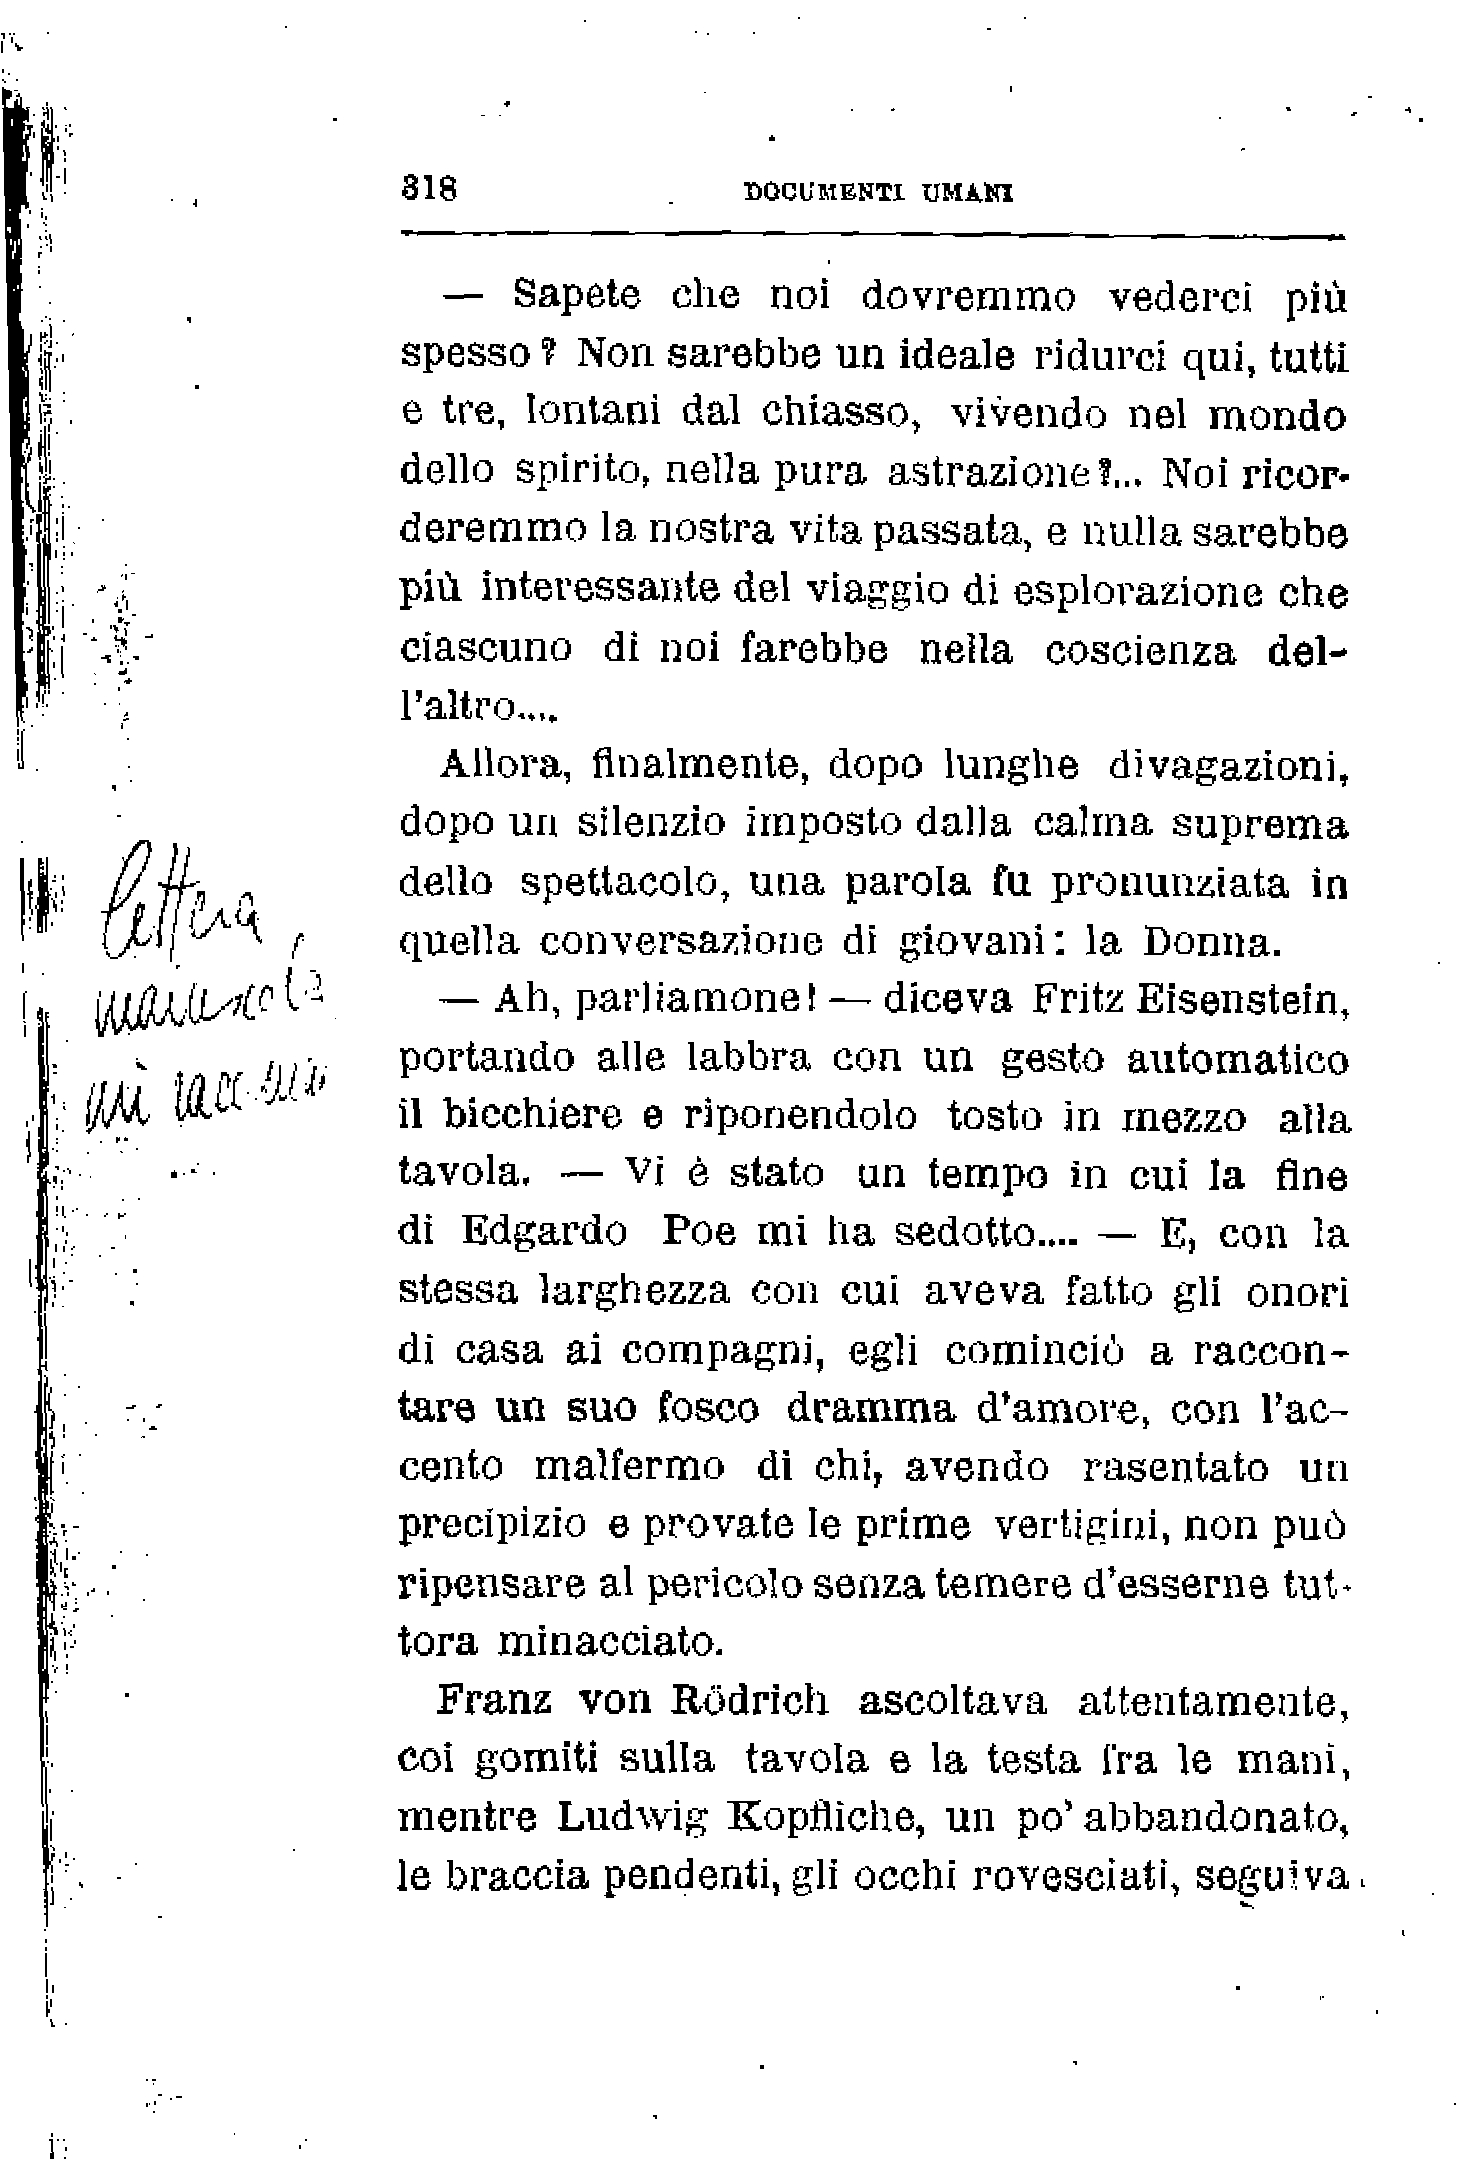 318 DOCUMENTI UMANI
— Sapete che noi dovremmo vederci più
spesso? Non sarebbe un ideale ridurci qui, tutti
e tre, lontani dal chiasso, vivendo nel mondo
dello spirito, nella pura astrazione?... Noi ricor-
deremmo la nostra vita passata, e nulla sarebbe
più interessante del viaggio di esplorazione che
ciascuno di noi farebbe nella coscienza del-
l'altro....
Allora, finalmente, dopo lunghe divagazioni,
dopo un silenzio imposto dalla calma suprema
dello spettacolo, una parola fu pronunziata in
quella conversazione di giovani: la Donna.
— Ah, parliamone! — diceva Fritz Eisenstein,
portando alle labbra con un gesto automatico
il bicchiere e riponendolo tosto in mezzo alla
tavola. — Vi è stato un tempo in cui la fine
di Edgardo Poe mi ha sedotto.... — E, con la
stessa larghezza con cui aveva fatto gli onori
di casa ai compagni, egli cominciò a raccon-
tare un suo fosco dramma d'amore, con l'ac-
cento malfermo di chi, avendo rasentato un
precipizio e provate le prime vertigini, non può
ripensare al pericolo senza temere d'esserne tut-
tora minacciato.
Franz von Rödrich ascoltava attentamente,
coi gomiti sulla tavola e la testa fra le mani,
mentre Ludwig Kopfliche, un po' abbandonato,
le braccia pendenti, gli occhi rovesciati, seguiva
lettera